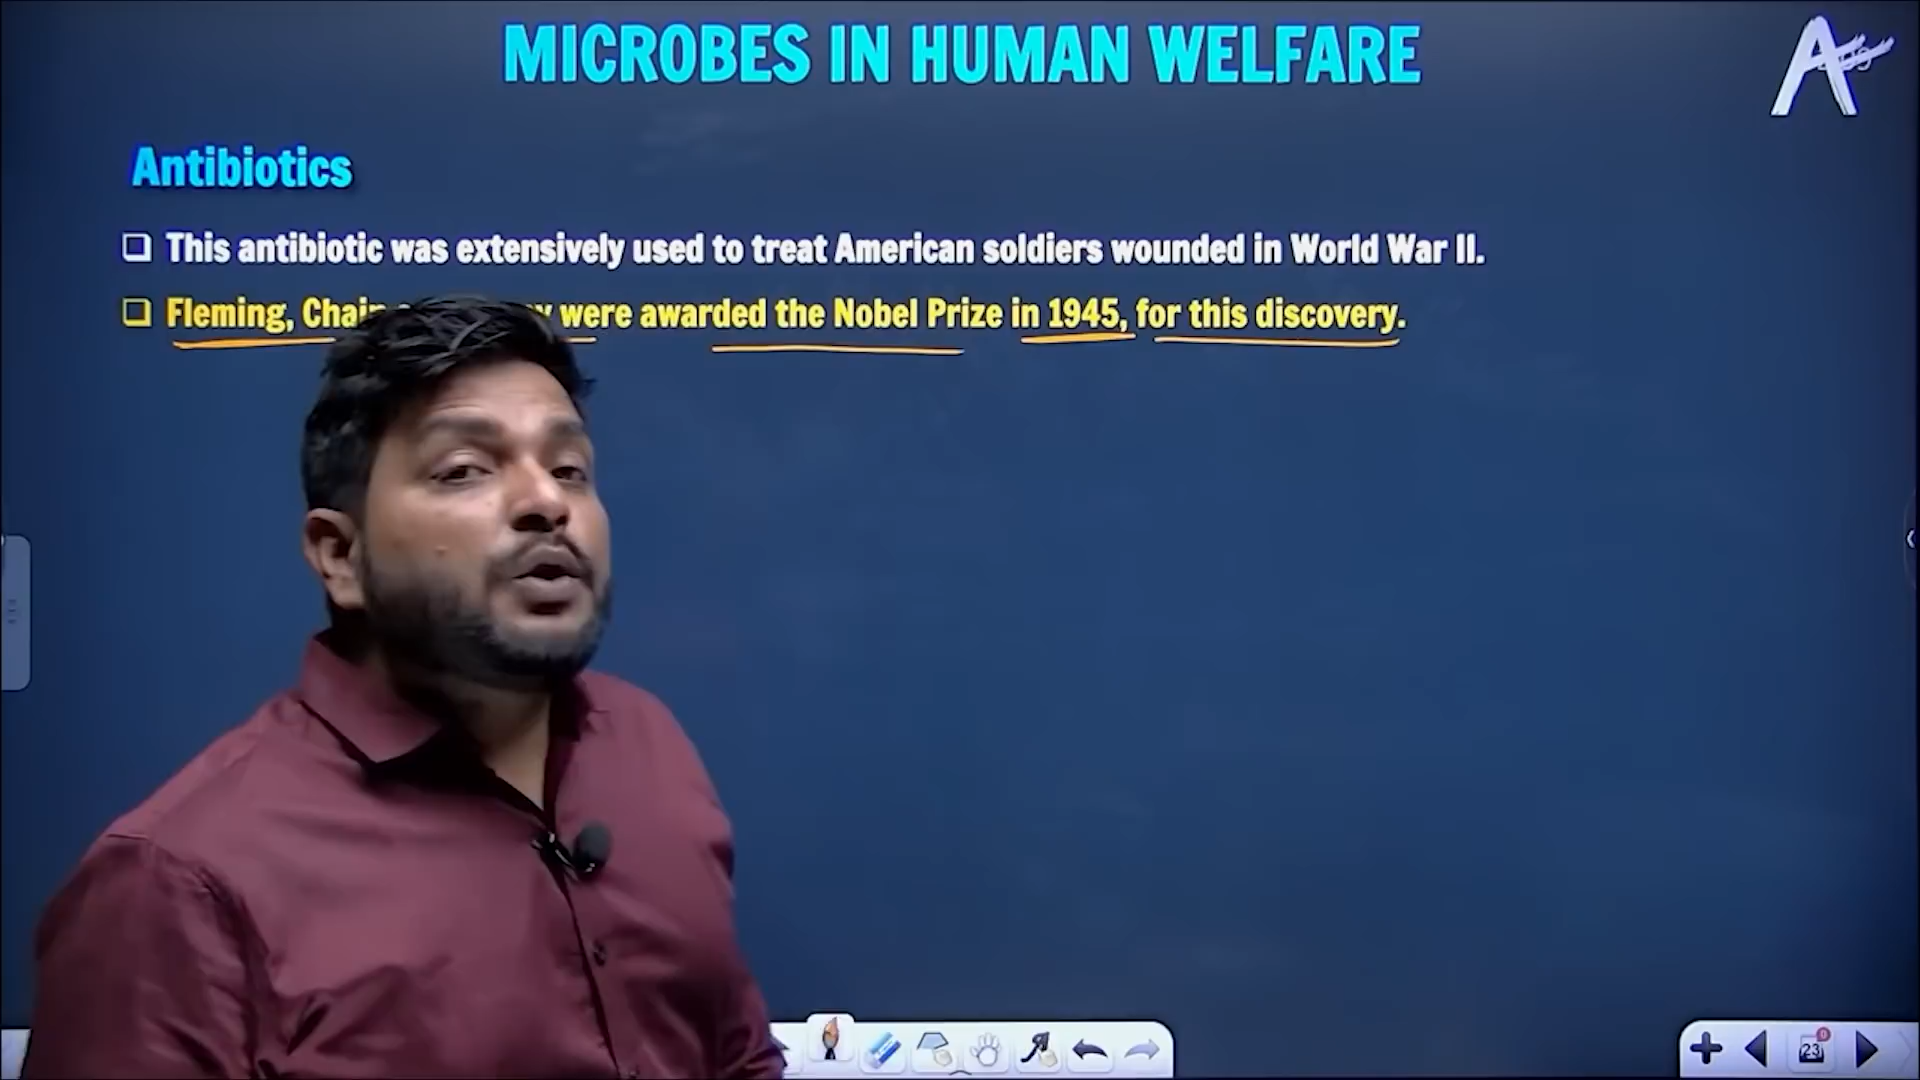 MICROBES IN HUMAN WELFARE
Antibiotics
This antibiotic was extensively used to treat American soldiers wounded in World War II.
Fleming, Chain were awarded the Nobel Prize in 1945, for this discovery.
23